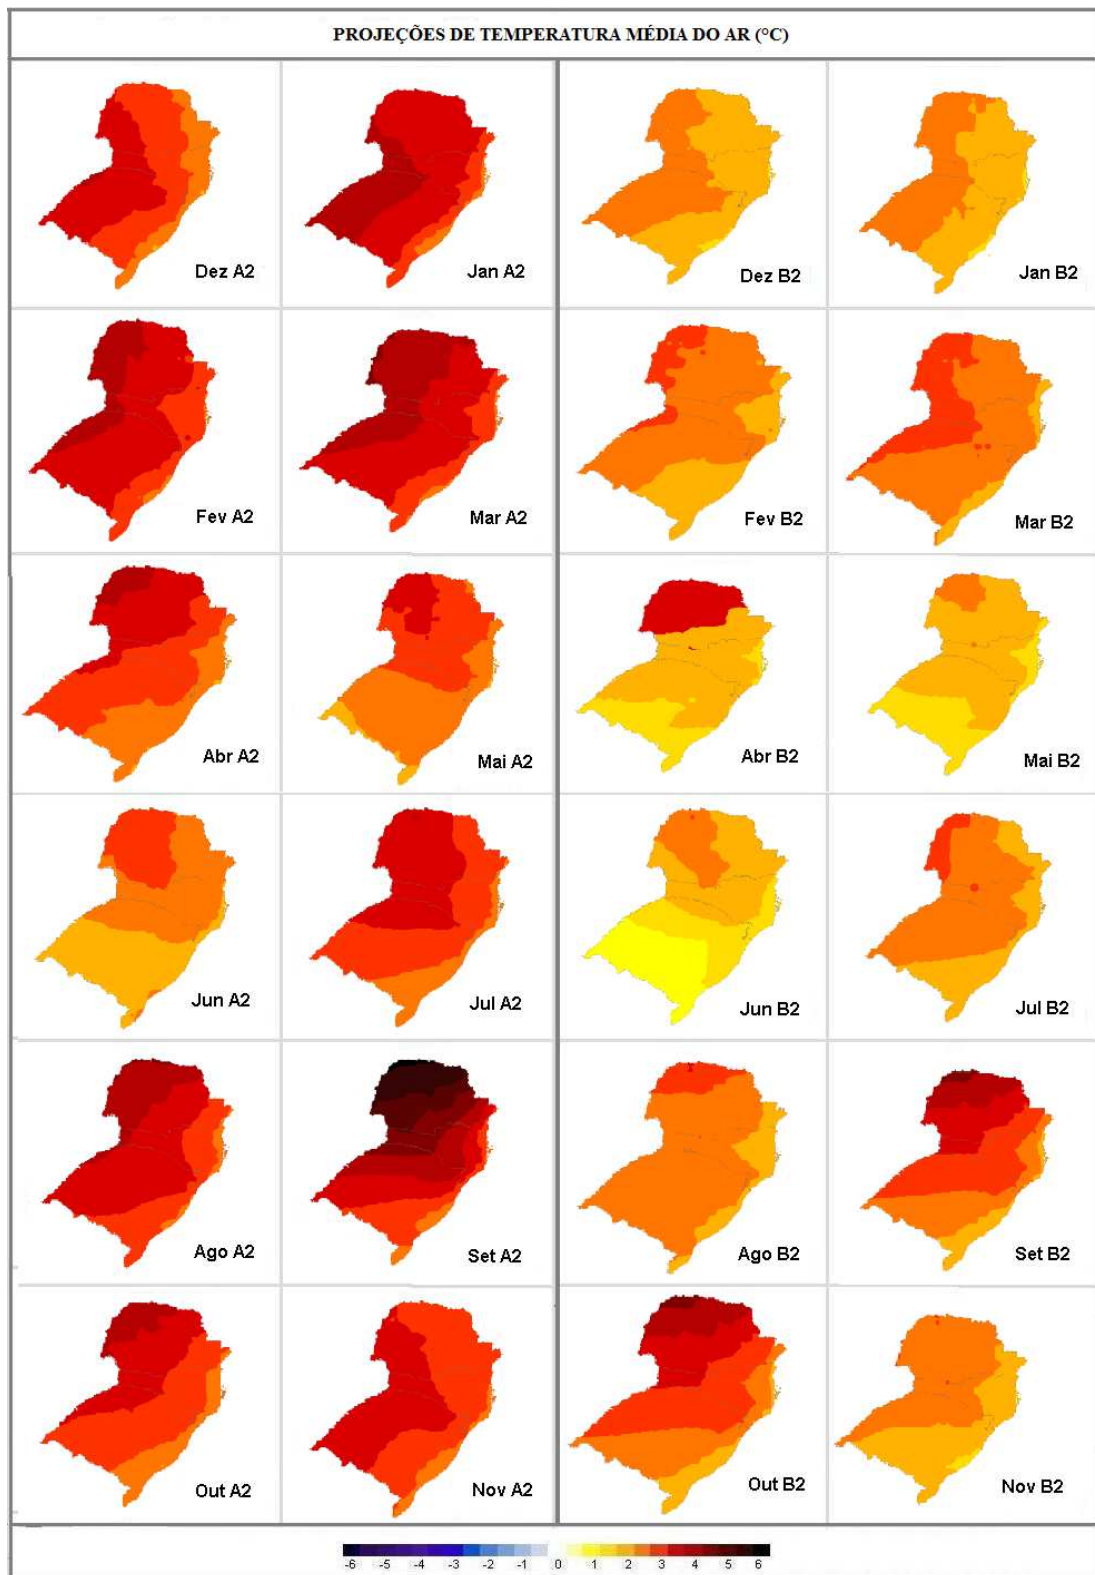 PROJEÇÕES DE TEMPERATURA MÉDIA DO AR (°C)
Dez A2
Jan A2
Dez B2
Jan B2
Fev A2
Mar A2
Fev B2
Mar B2
Abr A2
Mai A2
Abr B2
Mai B2
Jun A2
Jul A2
Jun B2
Jul B2
Ago A2
Set A2
Ago B2
Set B2
Out A2
Nov A2
Out B2
Nov B2
-6 -5 -4 -3 -2 -1 0 1 2 3 4 5 6